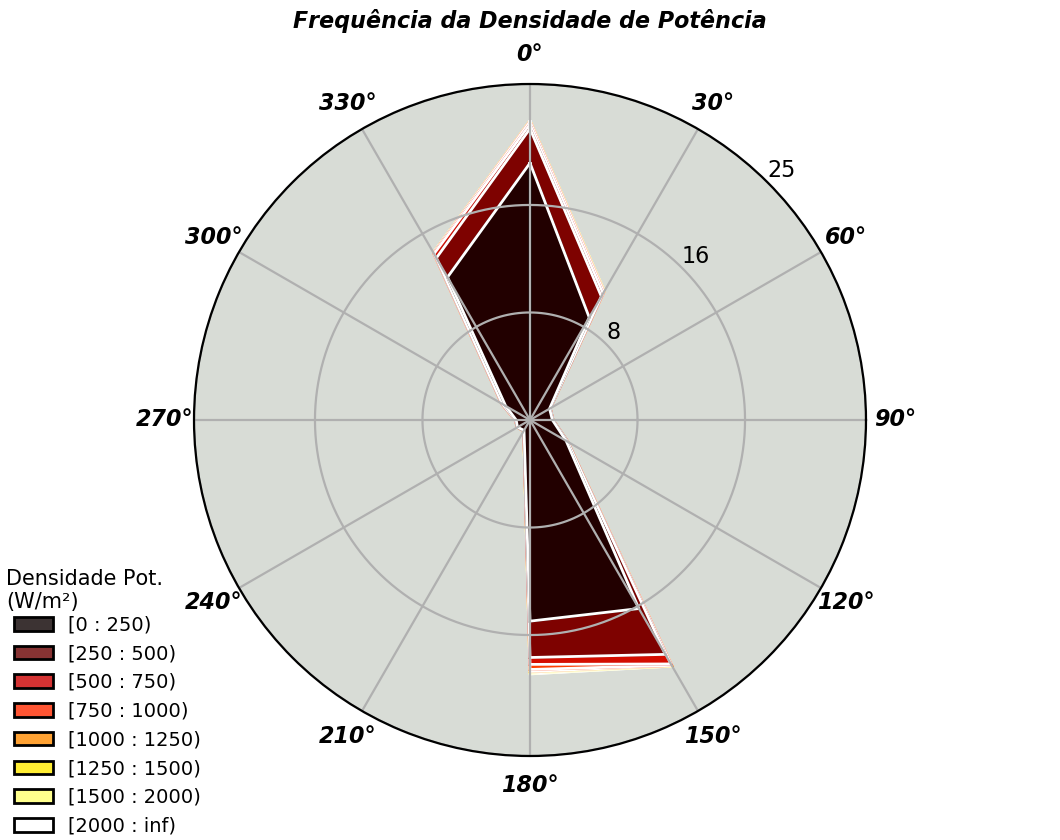 Frequência da Densidade de Potência
0°
330°
30°
25
300°
60°
16
8
270°
90°
240°
120°
210°
150°
180°
Densidade Pot.
(W/m²)
[0 : 250)
[250 : 500)
[500 : 750)
[750 : 1000)
[1000 : 1250)
[1250 : 1500)
[1500 : 2000)
[2000 : inf)